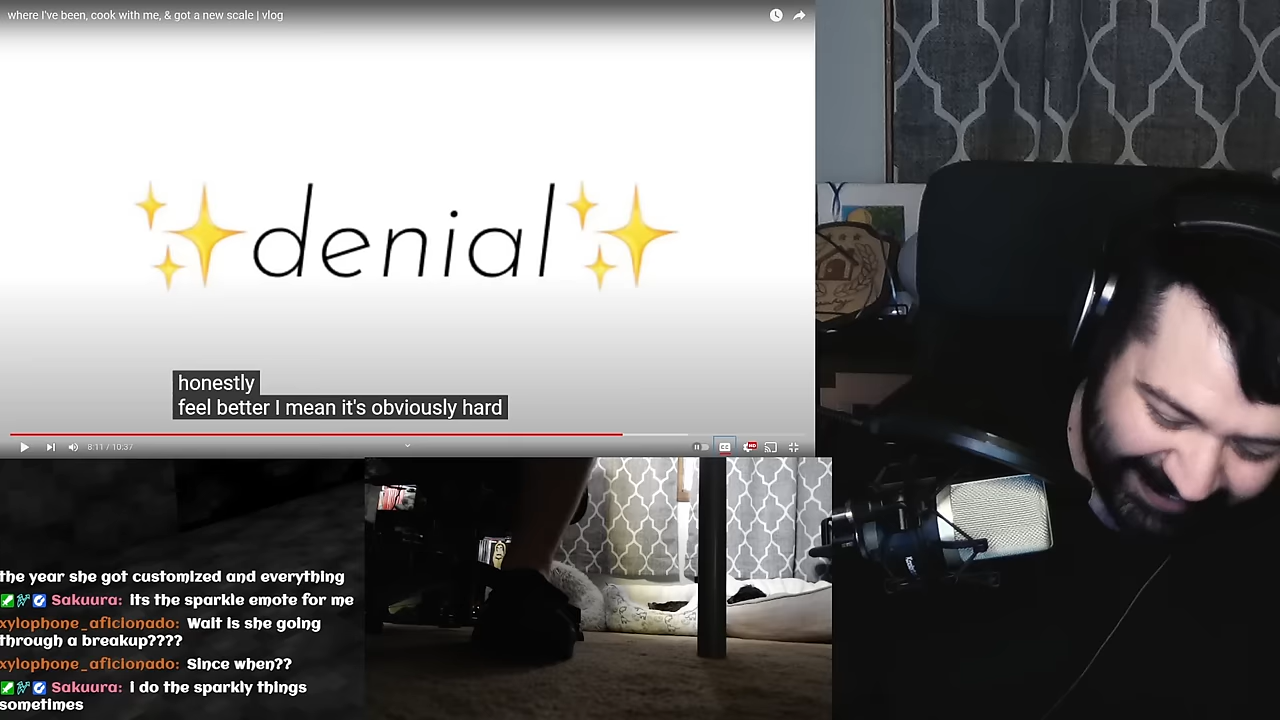 where I've been, cook with me, & got a new scale | vlog
✨denial✨
honestly
feel better I mean it's obviously hard
8:11 / 10:37
HD
the year she got customized and everything
Sakuura: Its the sparkle emote for me
xylophone_aficionado: Wait is she going
through a breakup????
xylophone_aficionado: Since when??
Sakuura: i do the sparkly things
sometimes